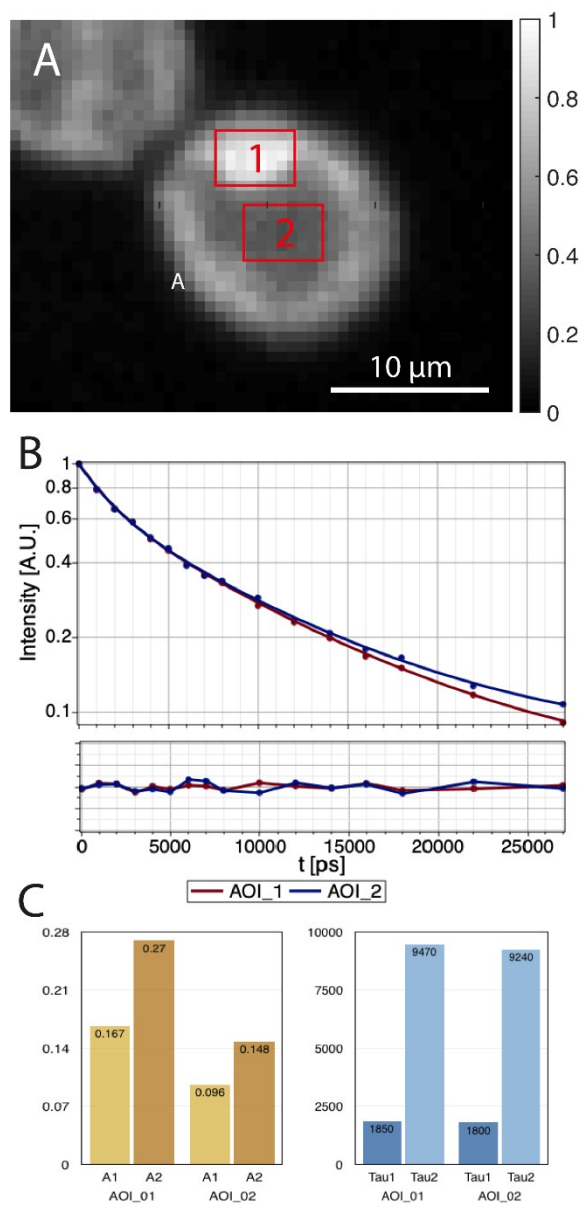 A
1
2
A
10 µm
1
0.8
0.6
0.4
0.2
0
B
Intensity [A.U.]
1
0.8
0.6
0.4
0.2
0.1
0 5000 10000 15000 20000 25000
t [ps]
AOI_1 AOI_2
C
0.28
0.21
0.14
0.07
0
0.167
0.27
0.096
0.148
A1 A2 A1 A2
AOI_01 AOI_02
10000
7500
5000
2500
0
1850
9470
1800
9240
Tau1 Tau2 Tau1 Tau2
AOI_01 AOI_02